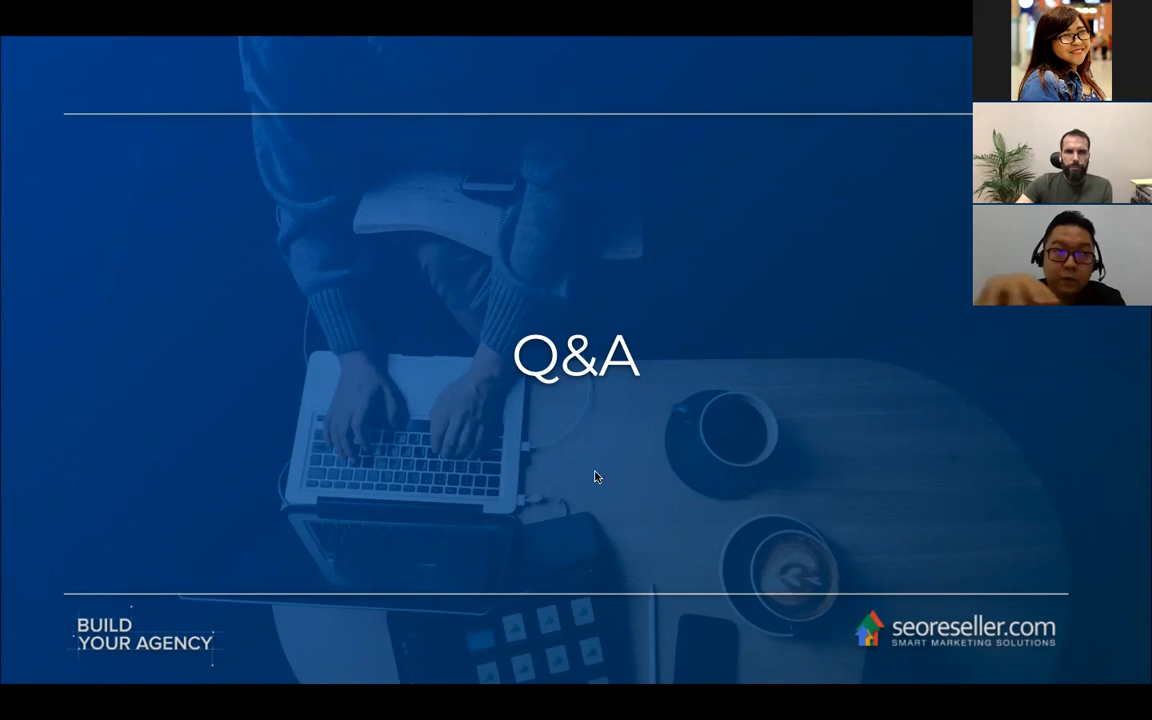 Q&A
BUILD
YOUR AGENCY
seoreseller.com
SMART MARKETING SOLUTIONS